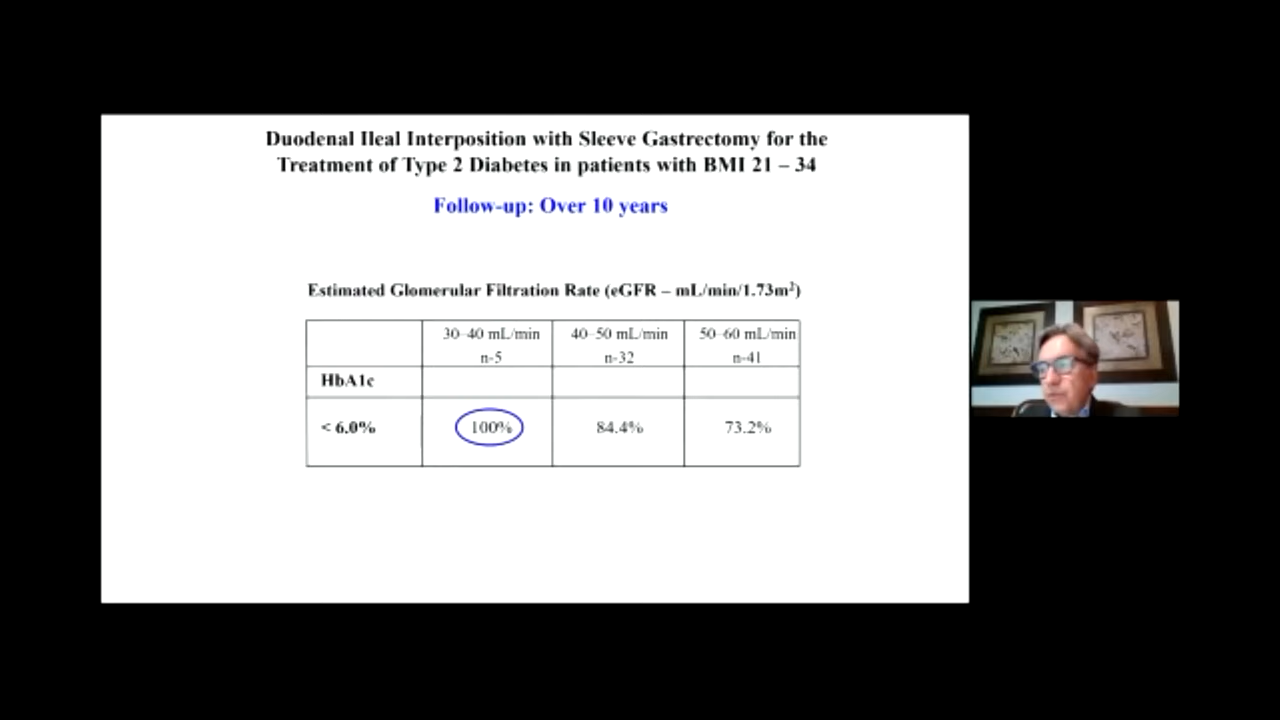 Duodenal Ileal Interposition with Sleeve Gastrectomy for the
Treatment of Type 2 Diabetes in patients with BMI 21 – 34
Follow-up: Over 10 years
Estimated Glomerular Filtration Rate (eGFR – mL/min/1.73m²)
30-40 mL/min 40-50 mL/min 50-60 mL/min
n-5 n-32 n-41
HbA1c
< 6.0% 100% 84.4% 73.2%